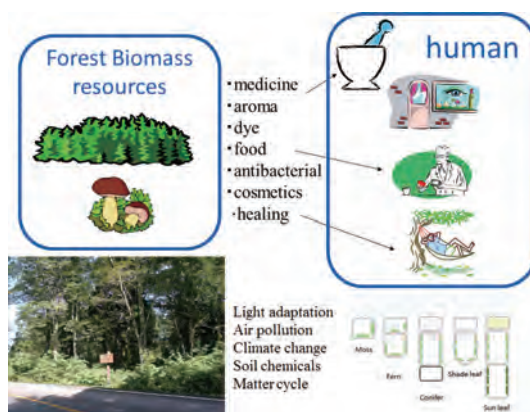 Forest Biomass
resources
human
•medicine
•aroma
•dye
•food
•antibacterial
•cosmetics
•healing
Light adaptation
Air pollution
Climate change
Soil chemicals
Matter cycle
Moss
Fern
Conifer
Shade leaf
Sun leaf